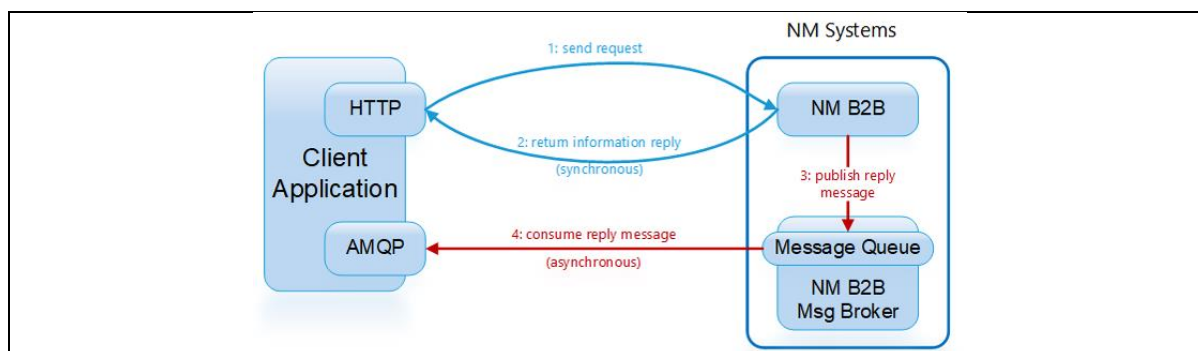 NM Systems
1: send request
HTTP
NM B2B
2: return information reply
(synchronous)
Client
Application
3: publish reply
message
4: consume reply message
(asynchronous)
AMQP
Message Queue
NM B2B
Msg Broker